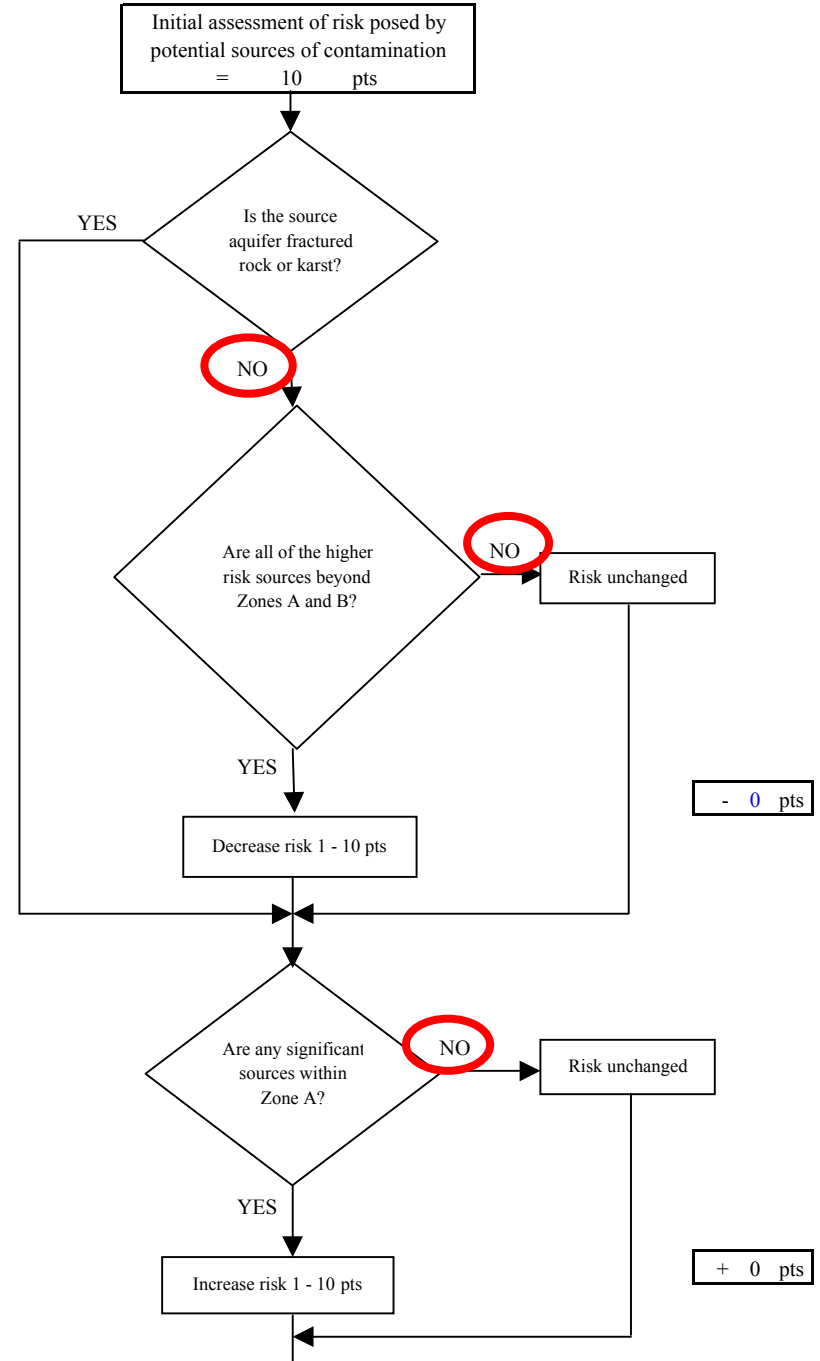 Initial assessment of risk posed by
potential sources of contamination
= 10 pts
Is the source
aquifer fractured
rock or karst?
YES
NO
Are all of the higher
risk sources beyond
Zones A and B?
NO
Risk unchanged
YES
- 0 pts
Decrease risk 1 - 10 pts
Are any significant
sources within
Zone A?
NO
Risk unchanged
YES
+ 0 pts
Increase risk 1 - 10 pts